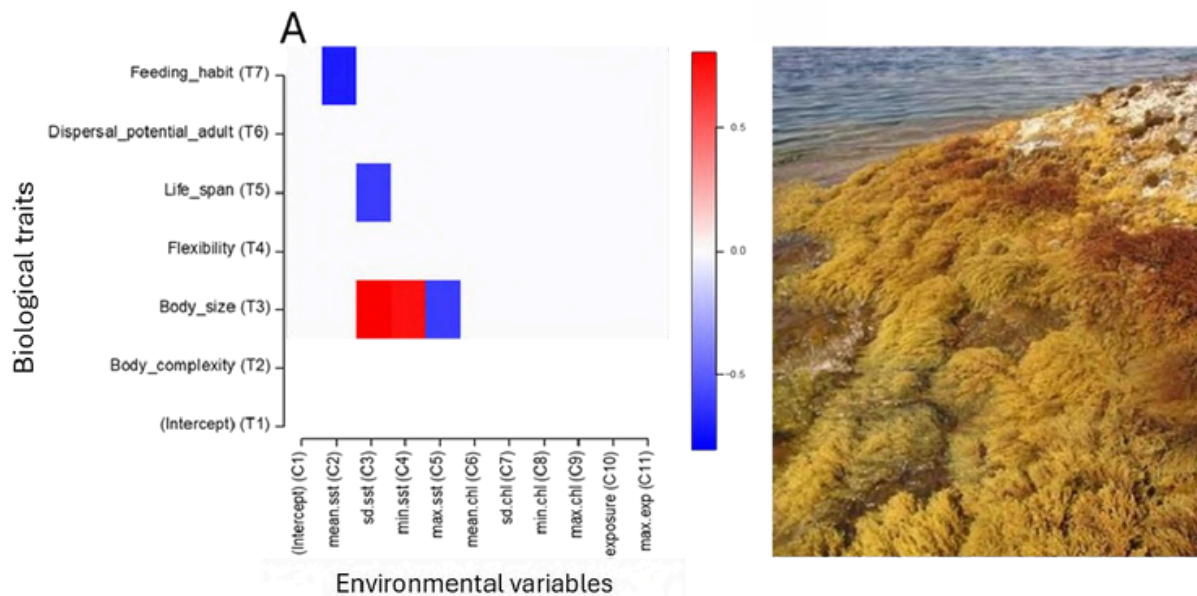 A
Biological traits
Feeding_habit (T7)
Dispersal_potential_adult (T6)
Life_span (T5)
Flexibility (T4)
Body_size (T3)
Body_complexity (T2)
(Intercept) (T1)
0.5
0.0
−0.5
(Intercept) (C1)
mean.sst (C2)
sd.sst (C3)
min.sst (C4)
max.sst (C5)
mean.chl (C6)
sd.chl (C7)
min.chl (C8)
max.chl (C9)
exposure (C10)
max.exp (C11)
Environmental variables